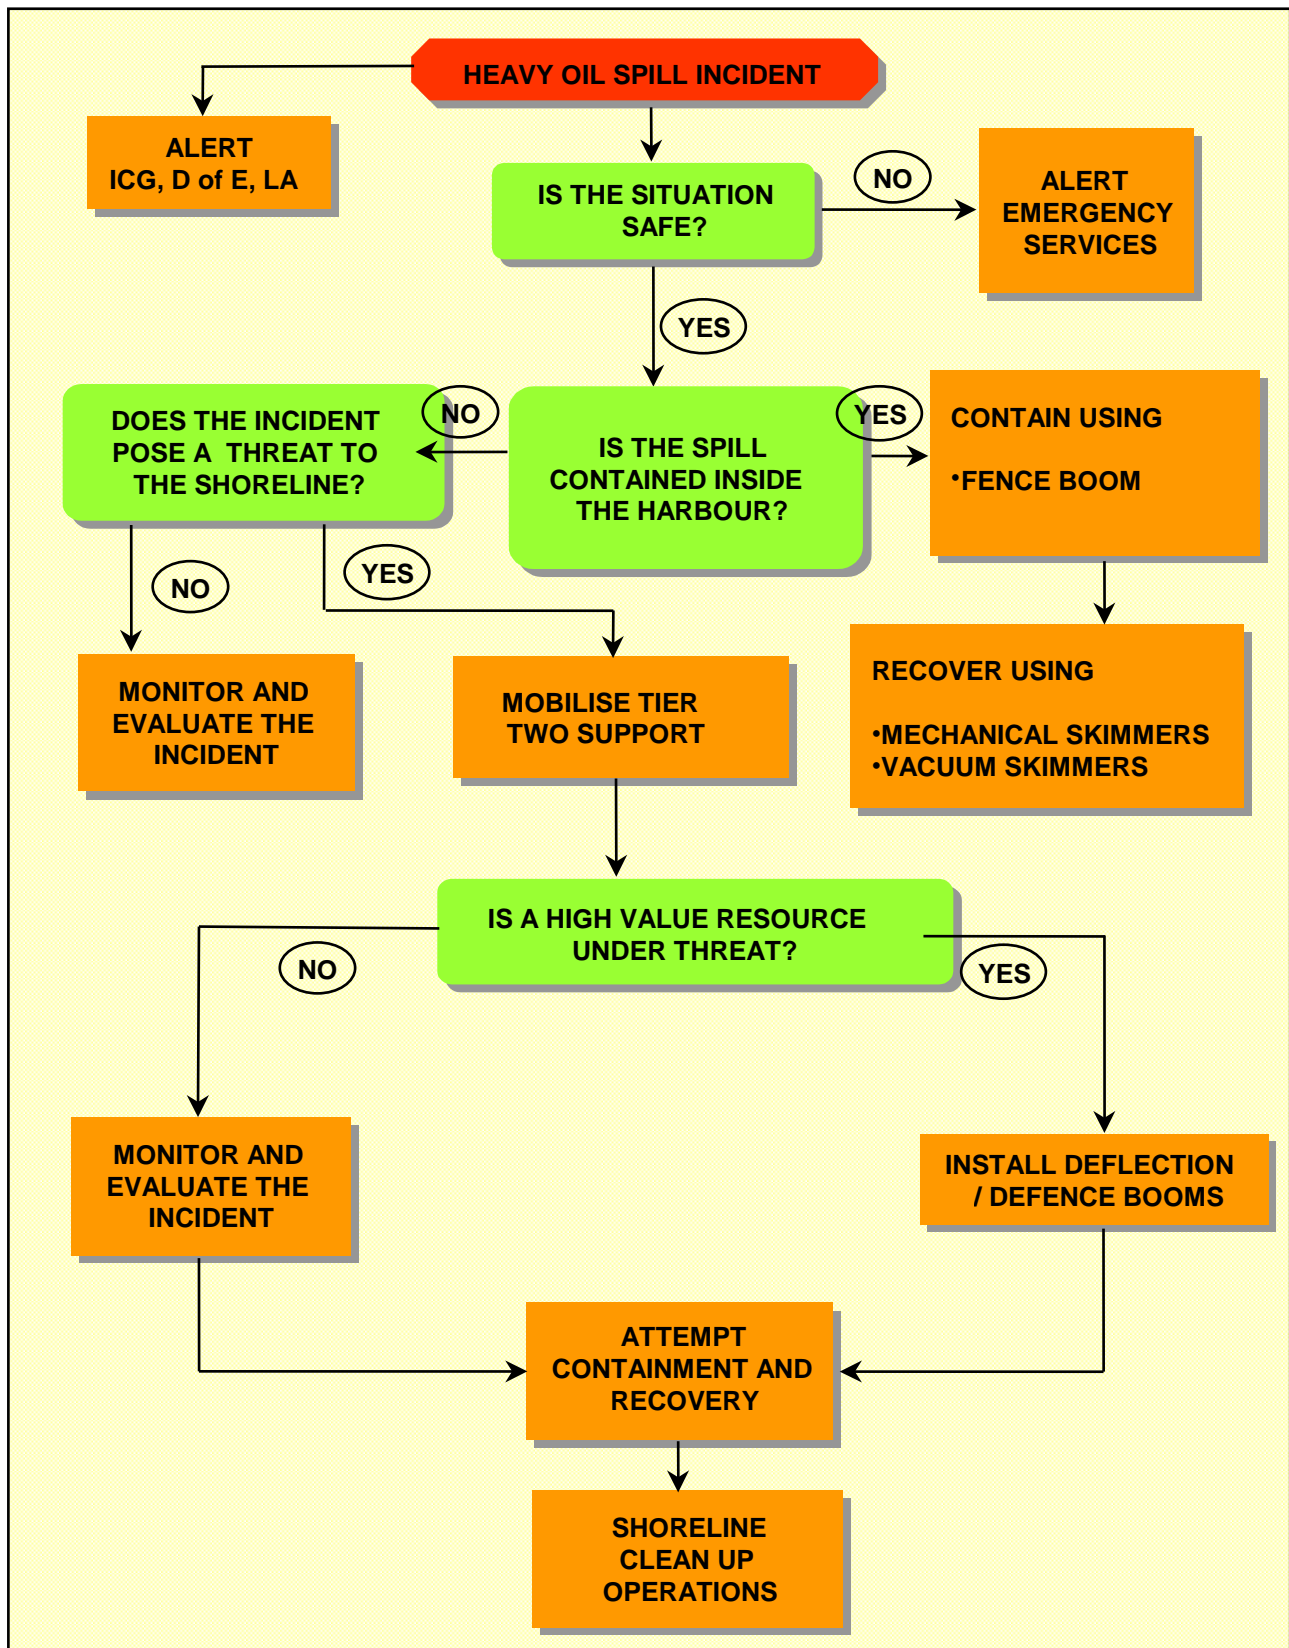 HEAVY OIL SPILL INCIDENT
ALERT
ICG, D of E, LA
IS THE SITUATION
SAFE?
NO
ALERT
EMERGENCY
SERVICES
YES
DOES THE INCIDENT
POSE A THREAT TO
THE SHORELINE?
NO
IS THE SPILL
CONTAINED INSIDE
THE HARBOUR?
YES
CONTAIN USING
•FENCE BOOM
NO
YES
MONITOR AND
EVALUATE THE
INCIDENT
MOBILISE TIER
TWO SUPPORT
RECOVER USING
•MECHANICAL SKIMMERS
•VACUUM SKIMMERS
IS A HIGH VALUE RESOURCE
UNDER THREAT?
NO
YES
MONITOR AND
EVALUATE THE
INCIDENT
INSTALL DEFLECTION
/ DEFENCE BOOMS
ATTEMPT
CONTAINMENT AND
RECOVERY
SHORELINE
CLEAN UP
OPERATIONS